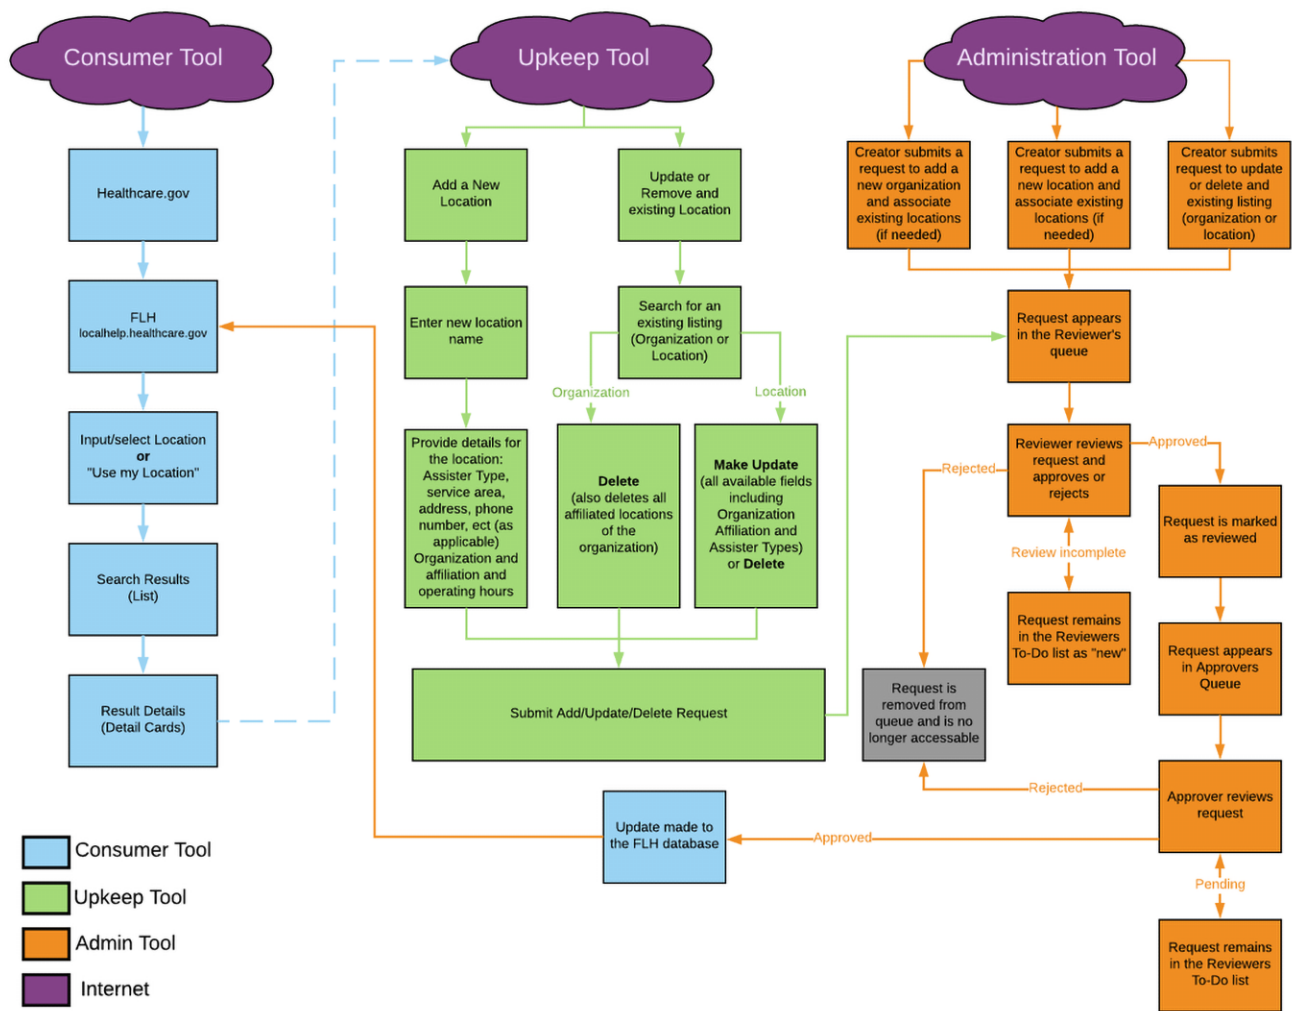 Consumer Tool
Upkeep Tool
Administration Tool
Healthcare.gov
FLH
localhelp.healthcare.gov
Input/select Location
or
"Use my Location"
Search Results
(List)
Result Details
(Detail Cards)
Add a New
Location
Update or
Remove and
existing Location
Enter new location
name
Search for an
existing listing
(Organization or
Location)
Organization
Location
Provide details for
the location:
Assister Type,
service area,
address, phone
number, ect (as
applicable)
Organization and
affiliation and
operating hours
Delete
(also deletes all
affiliated locations
of the
organization)
Make Update
(all available fields
including
Organization
Affiliation and
Assister Types)
or Delete
Submit Add/Update/Delete Request
Creator submits a
request to add a
new organization
and associate
existing locations
(if needed)
Creator submits a
request to add a
new location and
associate existing
locations (if
needed)
Creator submits
request to update
or delete and
existing listing
(organization or
location)
Request appears
in the Reviewer's
queue
Reviewer reviews
request and
approves or
rejects
Approved
Rejected
Review incomplete
Request is marked
as reviewed
Request remains
in the Reviewers
To-Do list as "new"
Request appears
in Approvers
Queue
Request is
removed from
queue and is no
longer accessable
Approver reviews
request
Rejected
Approved
Update made to
the FLH database
Pending
Request remains
in the Reviewers
To-Do list
Consumer Tool
Upkeep Tool
Admin Tool
Internet